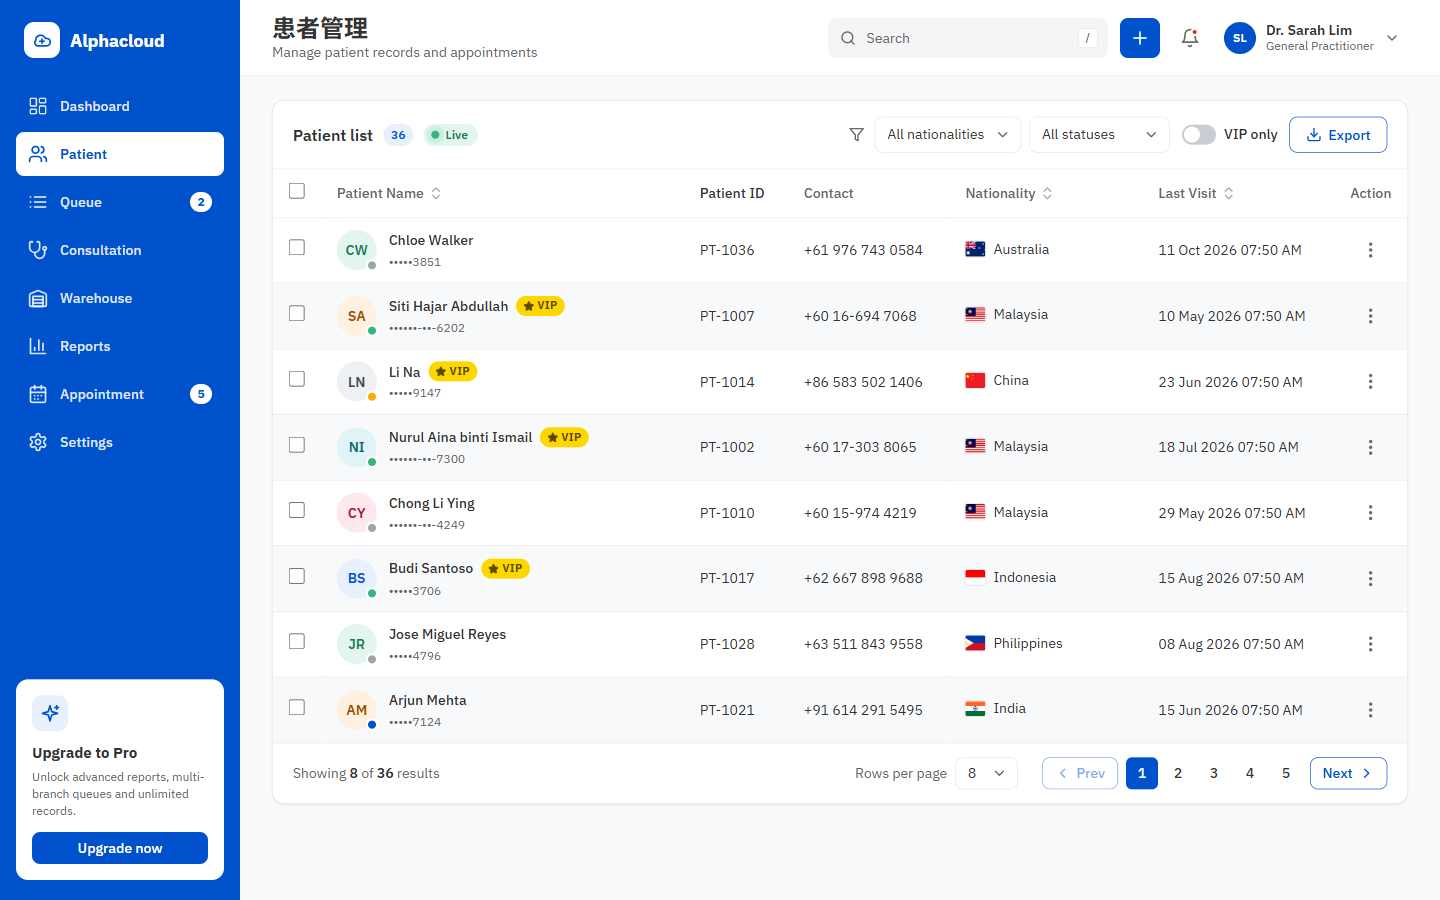 Alphacloud
Dashboard
Patient
Queue 2
Consultation
Warehouse
Reports
Appointment 5
Settings
Upgrade to Pro
Unlock advanced reports, multi-
branch queues and unlimited
records.
Upgrade now
患者管理
Manage patient records and appointments
Search /
SL Dr. Sarah Lim
General Practitioner
Patient list 36 Live
All nationalities All statuses VIP only Export
Patient Name Patient ID Contact Nationality Last Visit Action
CW Chloe Walker PT-1036 +61 976 743 0584 Australia 11 Oct 2026 07:50 AM
•••••3851
SA Siti Hajar Abdullah VIP PT-1007 +60 16-694 7068 Malaysia 10 May 2026 07:50 AM
••••••-••-6202
LN Li Na VIP PT-1014 +86 583 502 1406 China 23 Jun 2026 07:50 AM
•••••9147
NI Nurul Aina binti Ismail VIP PT-1002 +60 17-303 8065 Malaysia 18 Jul 2026 07:50 AM
••••••-••-7300
CY Chong Li Ying PT-1010 +60 15-974 4219 Malaysia 29 May 2026 07:50 AM
••••••-••-4249
BS Budi Santoso VIP PT-1017 +62 667 898 9688 Indonesia 15 Aug 2026 07:50 AM
•••••3706
JR Jose Miguel Reyes PT-1028 +63 511 843 9558 Philippines 08 Aug 2026 07:50 AM
•••••4796
AM Arjun Mehta PT-1021 +91 614 291 5495 India 15 Jun 2026 07:50 AM
•••••7124
Showing 8 of 36 results Rows per page 8 Prev 1 2 3 4 5 Next